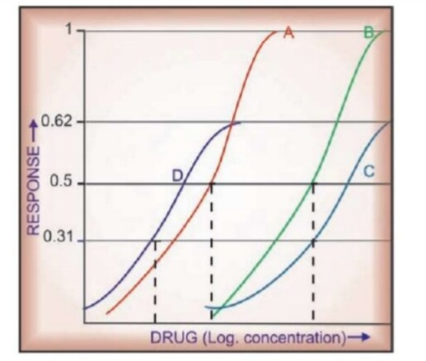 1
A
B
0.62
D
C
0.5
0.31
RESPONSE
DRUG (Log. concentration)